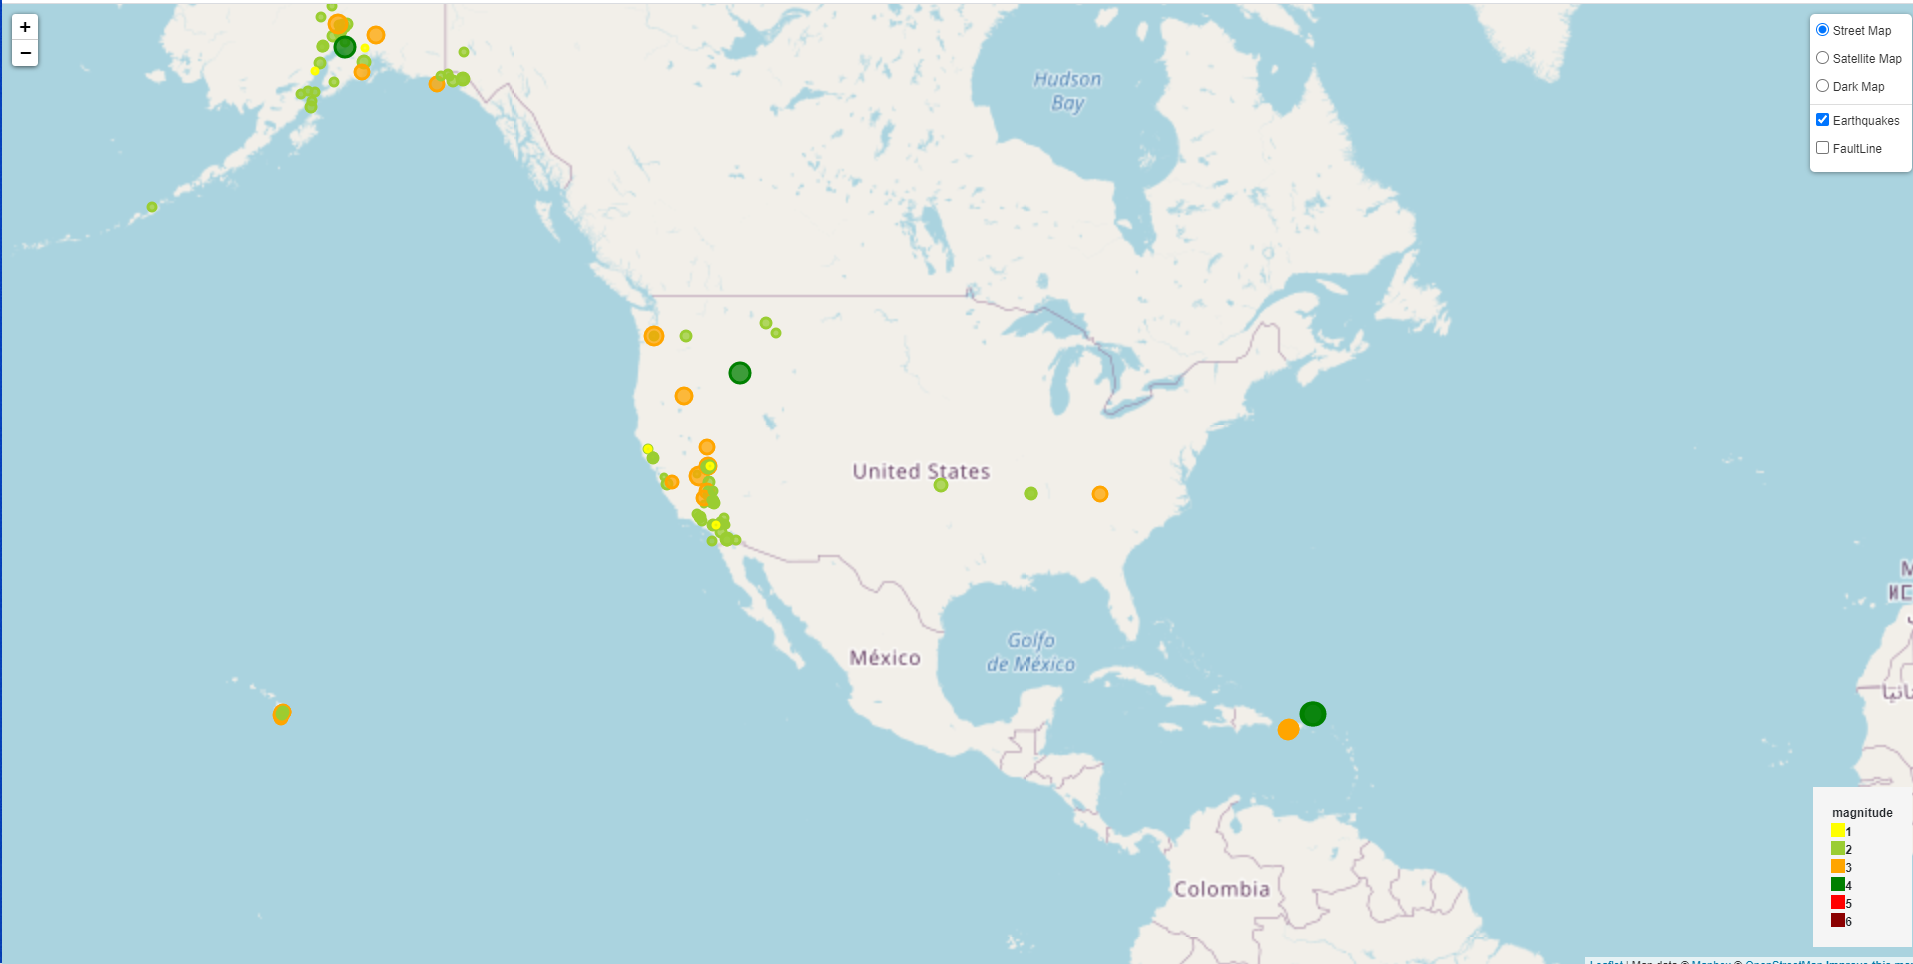 +
−
Street Map
Satellite Map
Dark Map
Earthquakes
FaultLine
Hudson
Bay
United States
México
Golfo
de México
Colombia
magnitude
1
2
3
4
5
6